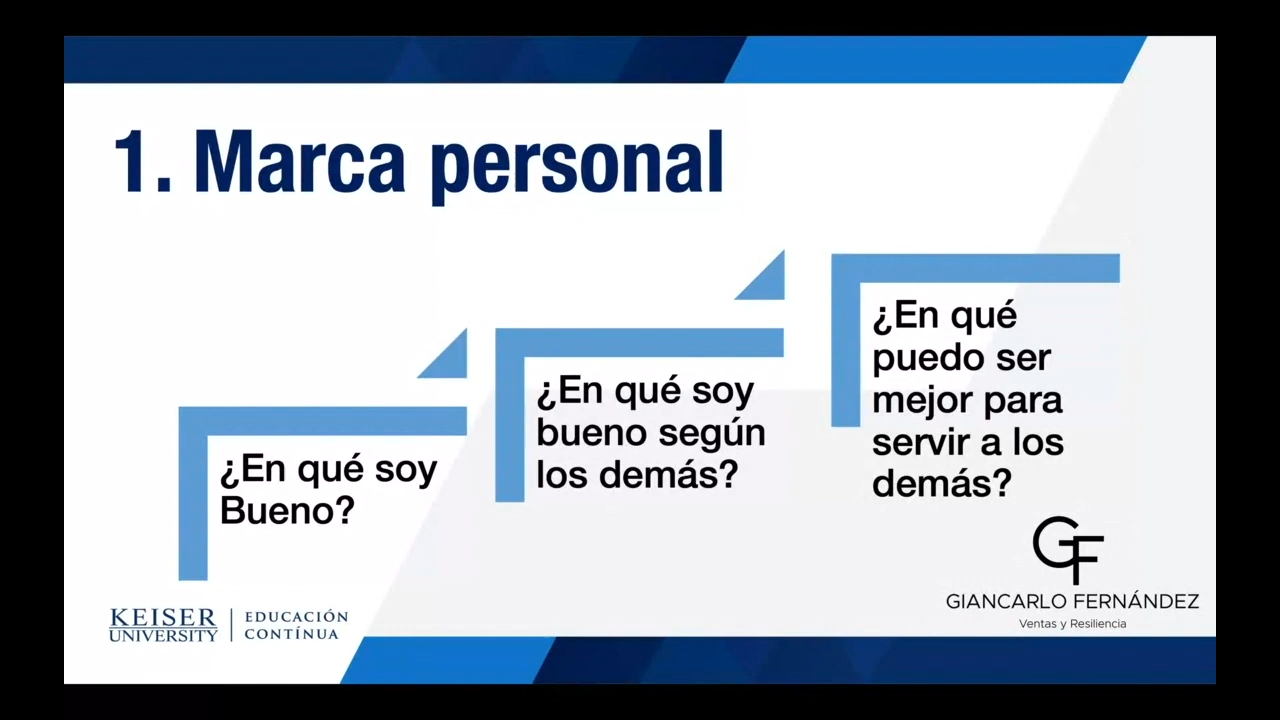 1. Marca personal
¿En qué soy
Bueno?
¿En qué soy
bueno según
los demás?
¿En qué
puedo ser
mejor para
servir a los
demás?
KEISER
UNIVERSITY
EDUCACIÓN
CONTÍNUA
GF
GIANCARLO FERNÁNDEZ
Ventas y Resiliencia